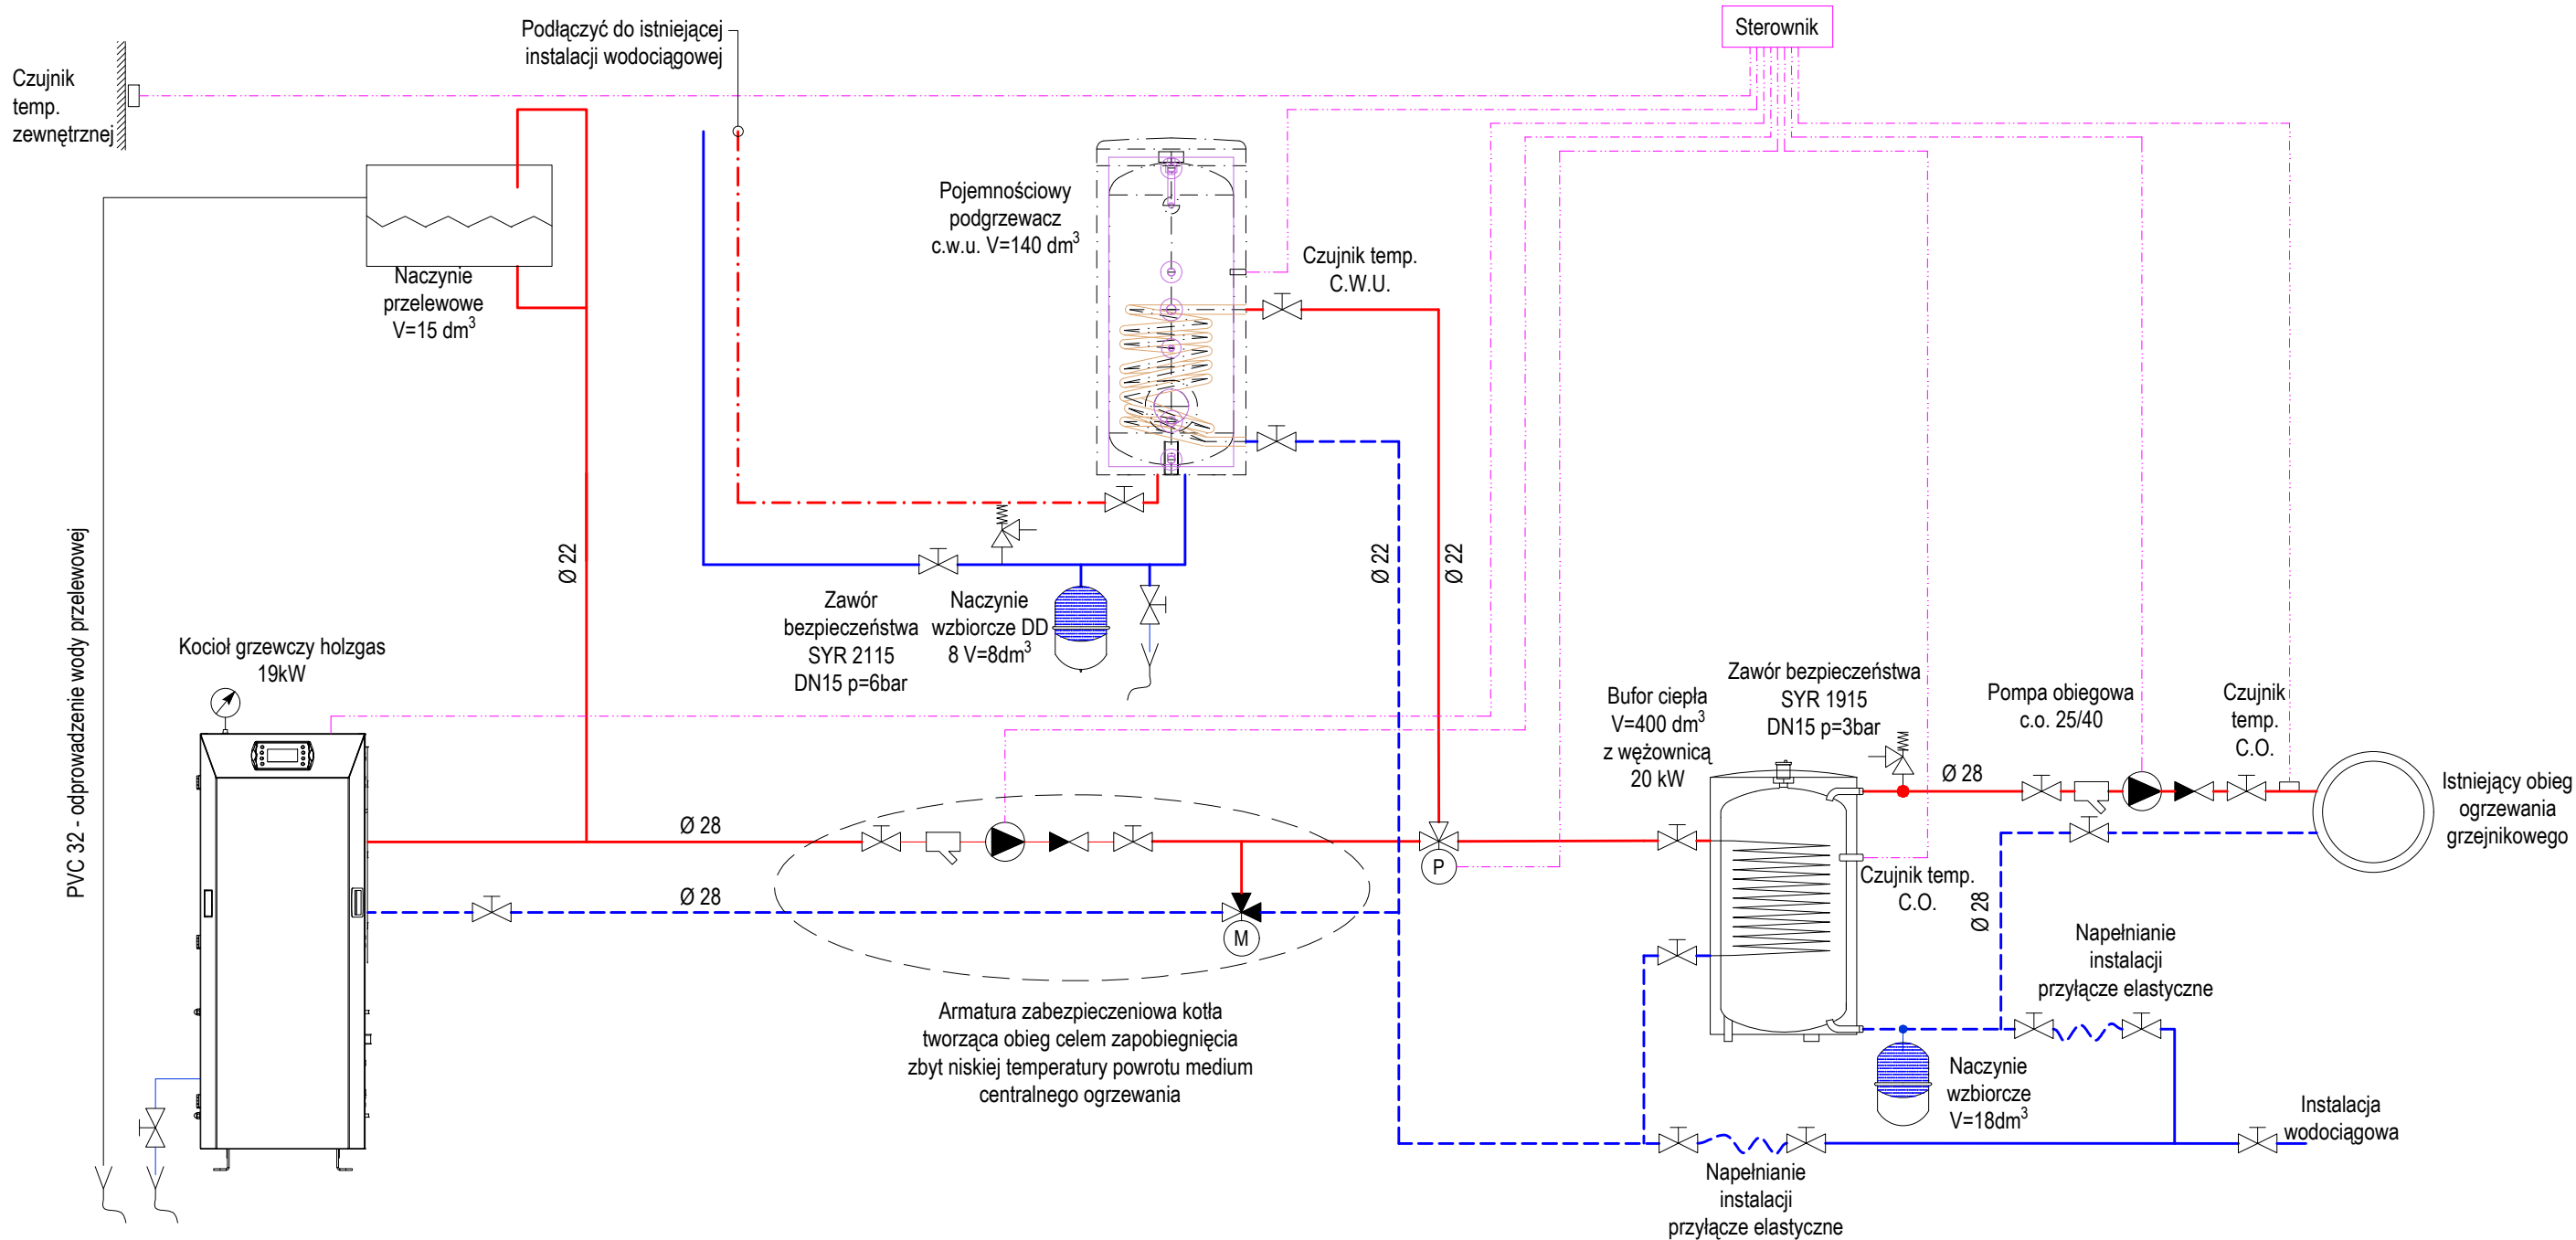 Podłączyć do istniejącej
instalacji wodociągowej
Sterownik
Czujnik
temp.
zewnętrznej
Pojemnościowy
podgrzewacz
c.w.u. V=140 dm³
Czujnik temp.
C.W.U.
Naczynie
przelewowe
V=15 dm³
PVC 32 - odprowadzenie wody przelewowej
Ø 22
Ø 22
Ø 22
Zawór
bezpieczeństwa
SYR 2115
DN15 p=6bar
Naczynie
wzbiorcze DD
8 V=8dm³
Kocioł grzewczy holzgas
19kW
Bufor ciepła
V=400 dm³
z wężownicą
20 kW
Zawór bezpieczeństwa
SYR 1915
DN15 p=3bar
Pompa obiegowa
c.o. 25/40
Czujnik
temp.
C.O.
Ø 28
Istniejący obieg
ogrzewania
grzejnikowego
Ø 28
P
Ø 28
M
Czujnik temp.
C.O.
Ø 28
Napełnianie
instalacji
przyłącze elastyczne
Armatura zabezpieczeniowa kotła
tworząca obieg celem zapobiegnięcia
zbyt niskiej temperatury powrotu medium
centralnego ogrzewania
Naczynie
wzbiorcze
V=18dm³
Instalacja
wodociągowa
Napełnianie
instalacji
przyłącze elastyczne